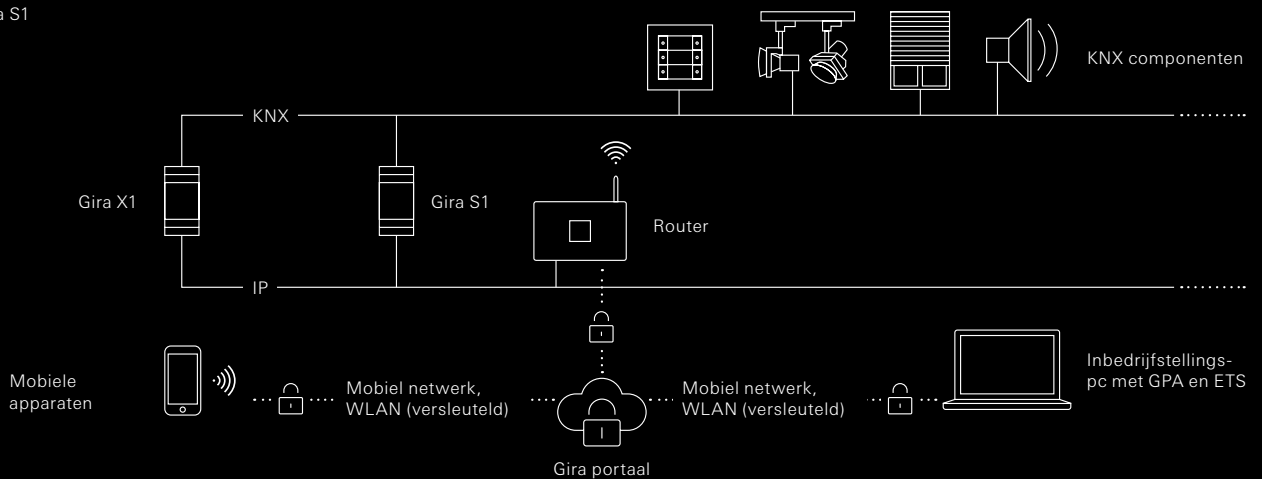 S1
KNX componenten
KNX
Gira X1
Gira S1
Router
IP
Mobiele
apparaten
Mobiel netwerk,
WLAN (versleuteld)
Mobiel netwerk,
WLAN (versleuteld)
Inbedrijfstellings-
pc met GPA en ETS
Gira portaal